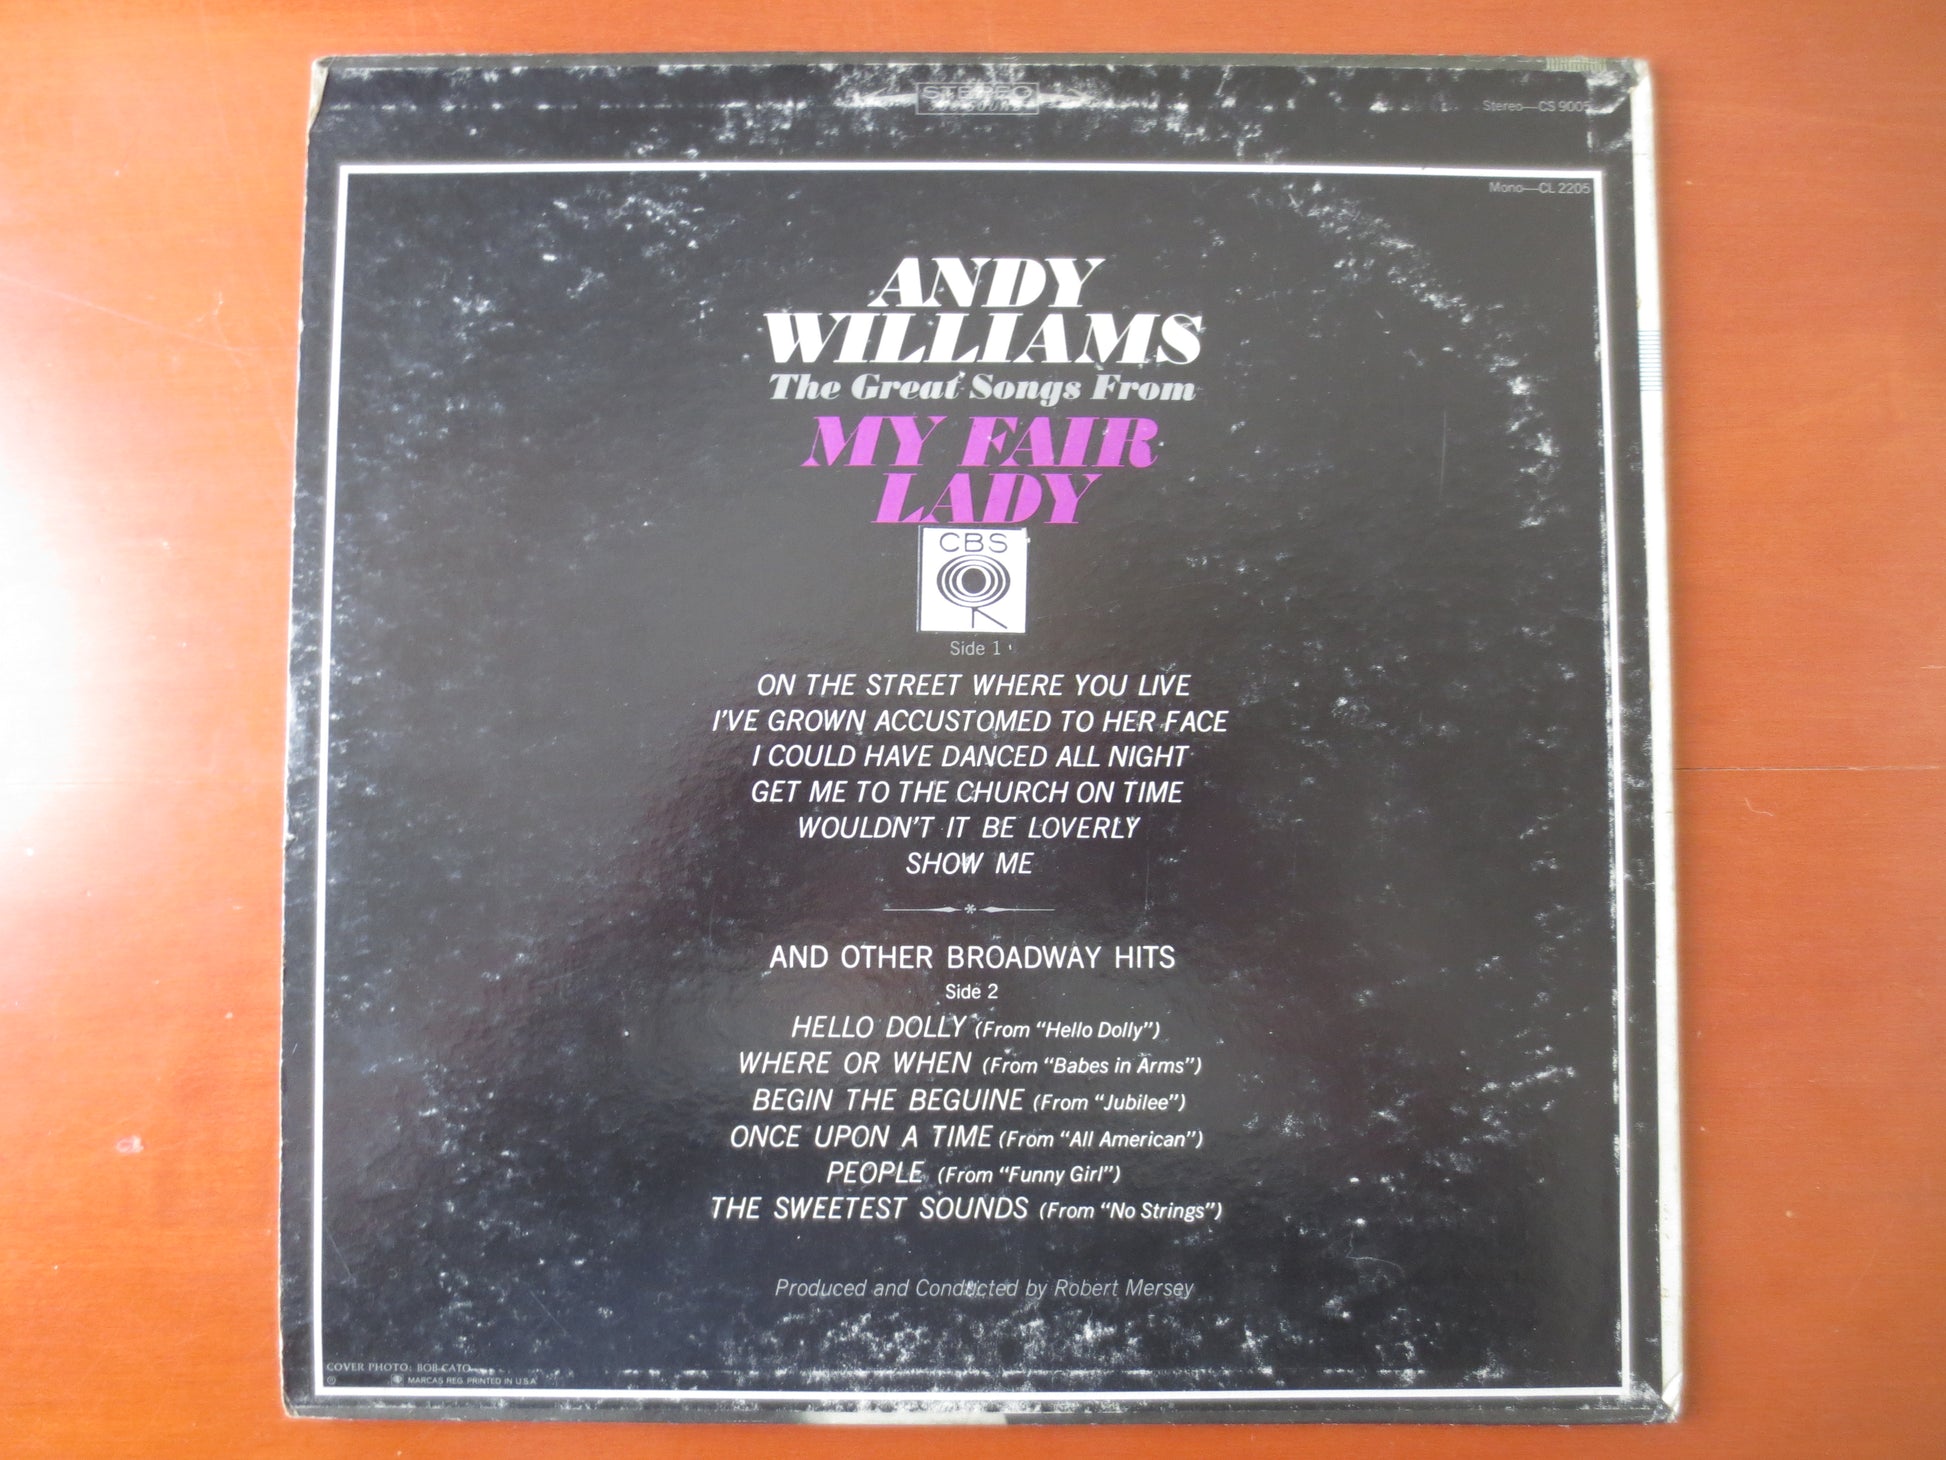 STEREO
Stereo—CS 9005
Mono—CL 2205
ANDY
WILLIAMS
The Great Songs From
MY FAIR
LADY
CBS
Side 1
ON THE STREET WHERE YOU LIVE
I'VE GROWN ACCUSTOMED TO HER FACE
I COULD HAVE DANCED ALL NIGHT
GET ME TO THE CHURCH ON TIME
WOULDN'T IT BE LOVERLY
SHOW ME
AND OTHER BROADWAY HITS
Side 2
HELLO DOLLY (From "Hello Dolly")
WHERE OR WHEN (From "Babes in Arms")
BEGIN THE BEGUINE (From "Jubilee")
ONCE UPON A TIME (From "All American")
PEOPLE (From "Funny Girl")
THE SWEETEST SOUNDS (From "No Strings")
Produced and Conducted by Robert Mersey
COVER PHOTO: BOB CATO
MARCAS REG. PRINTED IN U.S.A.